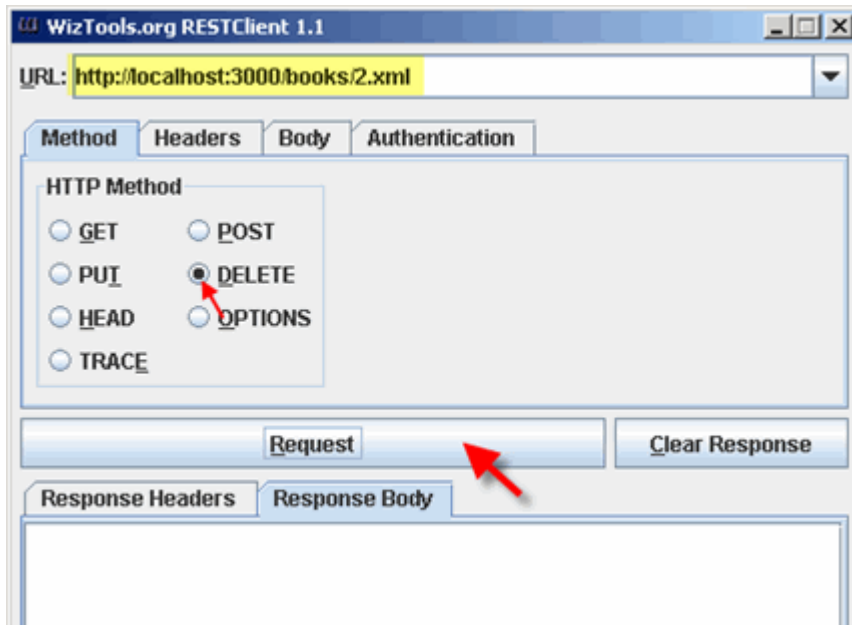 WizTools.org RESTClient 1.1
URL: http://localhost:3000/books/2.xml
Method Headers Body Authentication
HTTP Method
GET POST
PUT DELETE
HEAD OPTIONS
TRACE
Request Clear Response
Response Headers Response Body